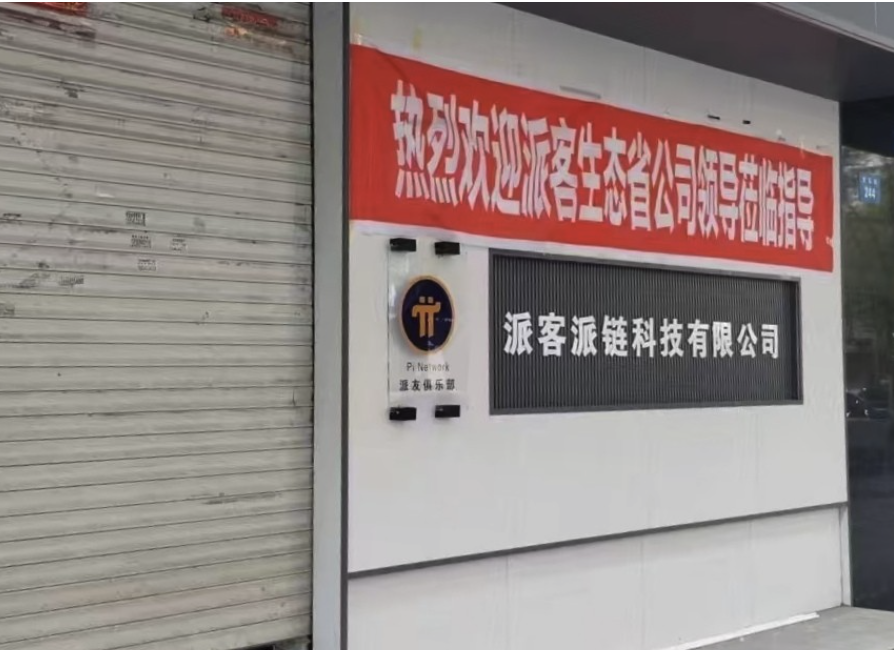 热烈欢迎派客生态省公司领导莅临指导
派客派链科技有限公司
Pi Network
派友俱乐部
244